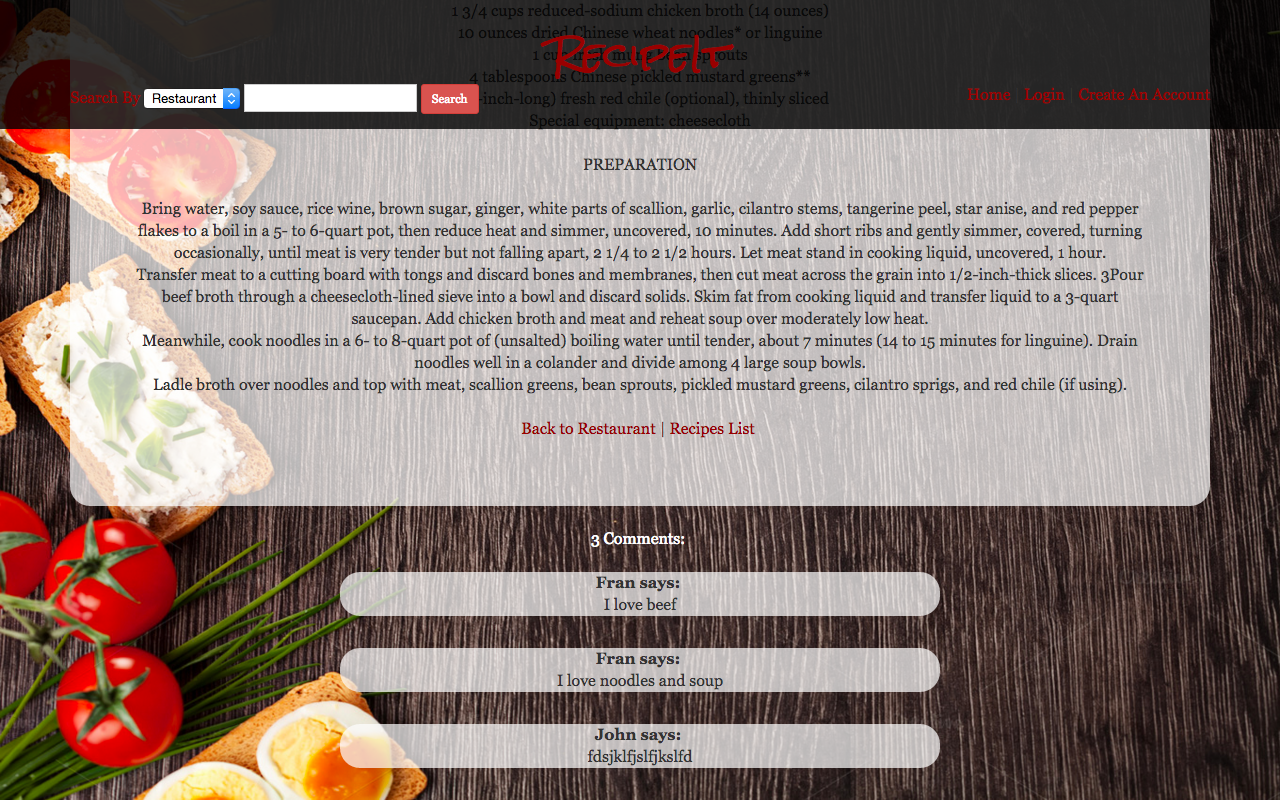 1 3/4 cups reduced-sodium chicken broth (14 ounces)
10 ounces dried Chinese wheat noodles* or linguine
RecipeIt
1 cup fresh mung bean sprouts
4 tablespoons Chinese pickled mustard greens**
Search By Restaurant Search
-inch-long) fresh red chile (optional), thinly sliced
Home | Login | Create An Account
Special equipment: cheesecloth
PREPARATION
Bring water, soy sauce, rice wine, brown sugar, ginger, white parts of scallion, garlic, cilantro stems, tangerine peel, star anise, and red pepper
flakes to a boil in a 5- to 6-quart pot, then reduce heat and simmer, uncovered, 10 minutes. Add short ribs and gently simmer, covered, turning
occasionally, until meat is very tender but not falling apart, 2 1/4 to 2 1/2 hours. Let meat stand in cooking liquid, uncovered, 1 hour.
Transfer meat to a cutting board with tongs and discard bones and membranes, then cut meat across the grain into 1/2-inch-thick slices. 3Pour
beef broth through a cheesecloth-lined sieve into a bowl and discard solids. Skim fat from cooking liquid and transfer liquid to a 3-quart
saucepan. Add chicken broth and meat and reheat soup over moderately low heat.
Meanwhile, cook noodles in a 6- to 8-quart pot of (unsalted) boiling water until tender, about 7 minutes (14 to 15 minutes for linguine). Drain
noodles well in a colander and divide among 4 large soup bowls.
Ladle broth over noodles and top with meat, scallion greens, bean sprouts, pickled mustard greens, cilantro sprigs, and red chile (if using).
Back to Restaurant | Recipes List
3 Comments:
Fran says:
I love beef
Fran says:
I love noodles and soup
John says:
fdsjklfjslfjkslfd